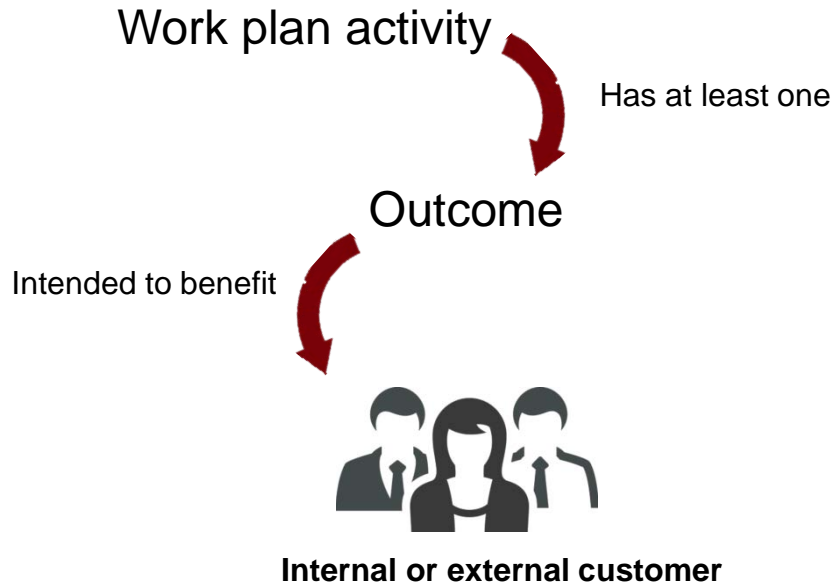 Work plan activity
Has at least one
Outcome
Intended to benefit
Internal or external customer